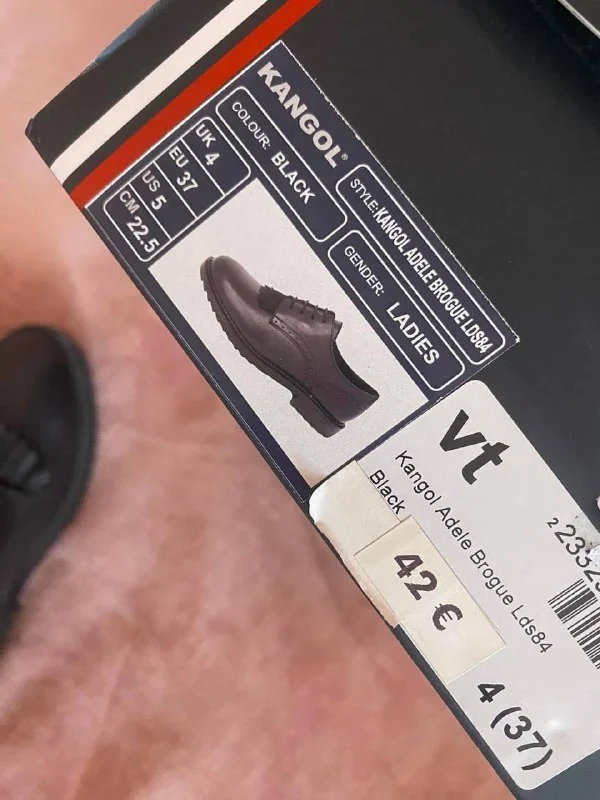 KANGOL®
STYLE:KANGOL ADELE BROGUE LDS84
COLOUR: BLACK
GENDER: LADIES
UK 4
EU 37
US 5
CM 22.5
vt
Kangol Adele Brogue Lds84
Black
42 €
4 (37)